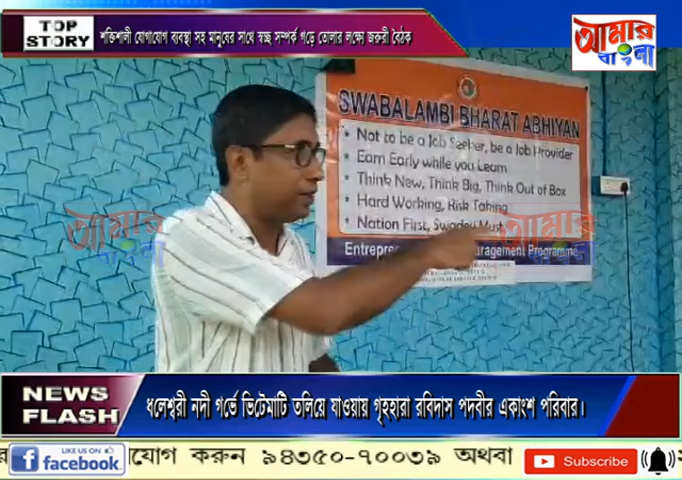 TOP
STORY
শক্তিশালী যোগাযোগ ব্যবস্থা সহ মানুষের সাথে স্বচ্ছ সম্পর্ক গড়ে তোলার লক্ষ্যে জরুরী বৈঠক
আমার
বাংলা
SWABALAMBI BHARAT ABHIYAN
Not to be a Job Seeker, be a Job Provider
Earn Early while you Learn
Think New, Think Big, Think Out of Box
Hard Working, Risk Taking
Nation First, Swadeshi Must
Programme
আমার
বাংলা
আমার
বাংলা
NEWS
FLASH
ধলেশ্বরী নদী গর্ভে ভিটেমাটি তলিয়ে যাওয়ায় গৃহহারা রবিদাস পদবীর একাংশ পরিবার।
LIKE US ON
facebook
যোগ করুন ৯৪৩৫০-৭০০৩৯ অথবা
Subscribe